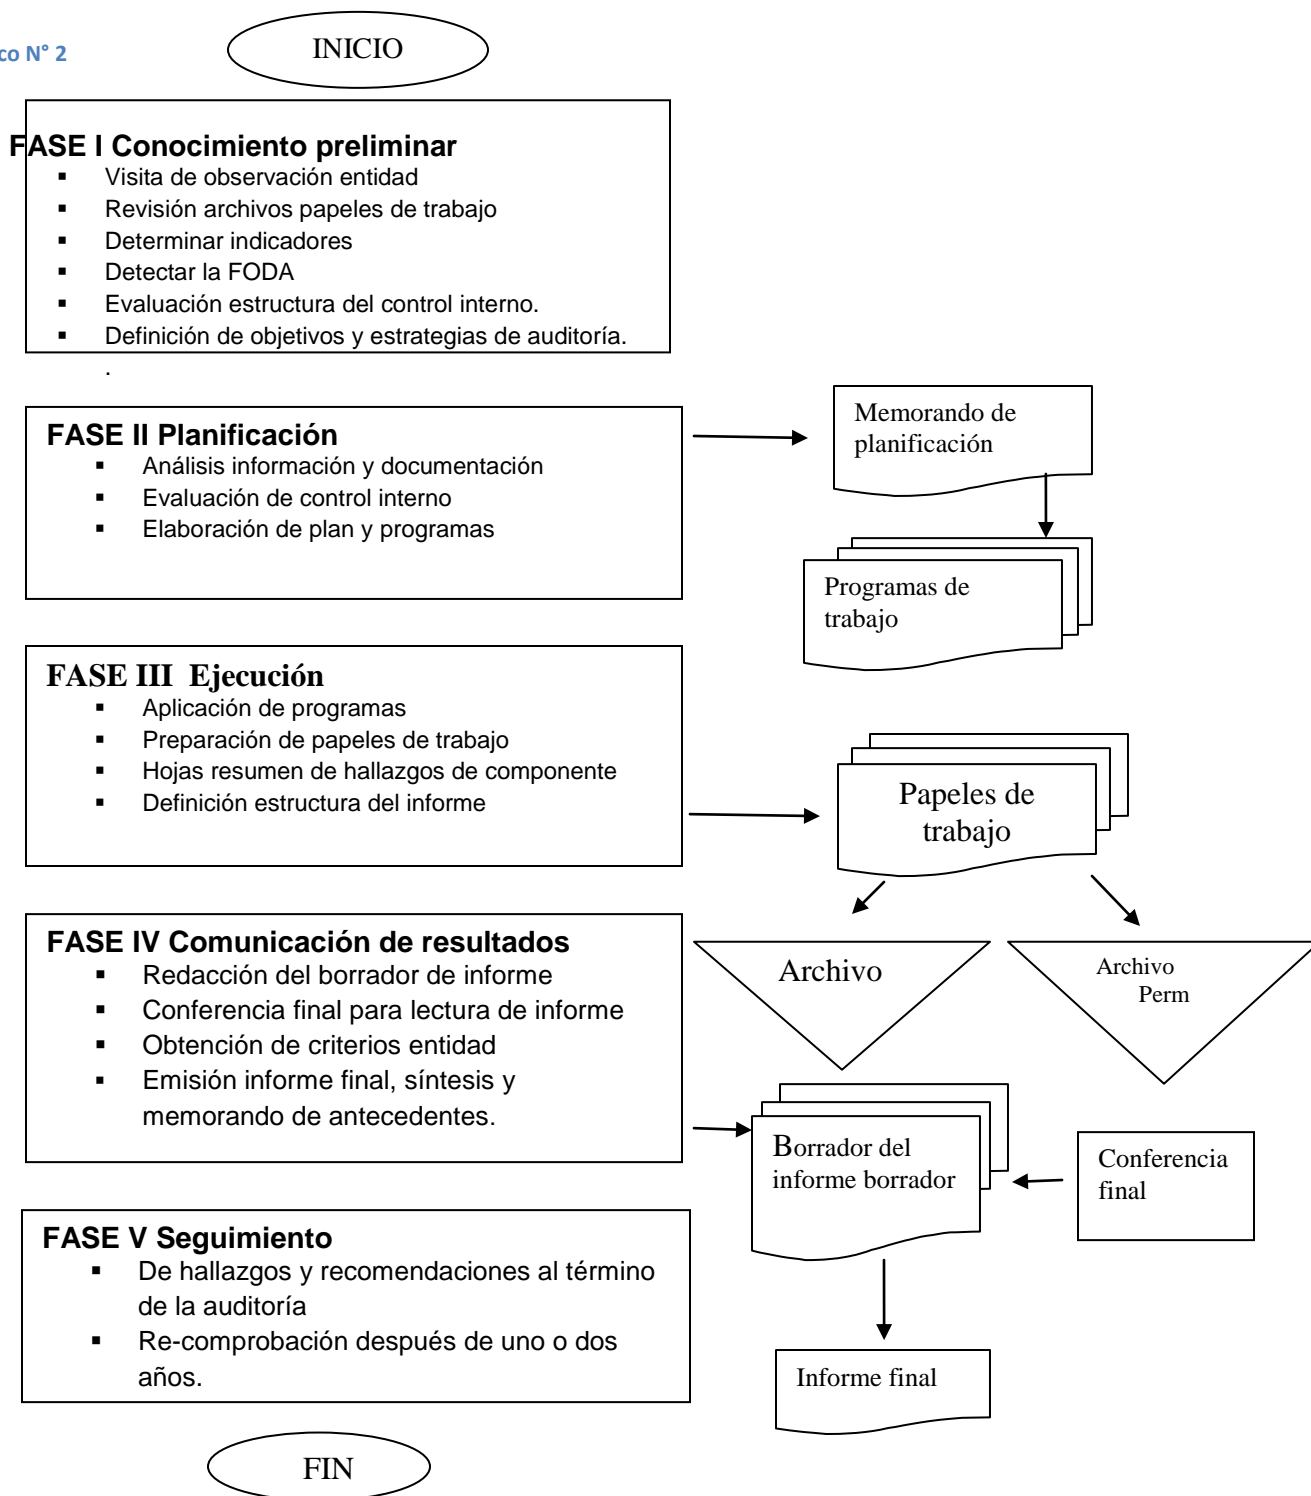 co N° 2
INICIO
FASE I Conocimiento preliminar
▪ Visita de observación entidad
▪ Revisión archivos papeles de trabajo
▪ Determinar indicadores
▪ Detectar la FODA
▪ Evaluación estructura del control interno.
▪ Definición de objetivos y estrategias de auditoría.
.
FASE II Planificación
▪ Análisis información y documentación
▪ Evaluación de control interno
▪ Elaboración de plan y programas
Memorando de
planificación
Programas de
trabajo
FASE III Ejecución
▪ Aplicación de programas
▪ Preparación de papeles de trabajo
▪ Hojas resumen de hallazgos de componente
▪ Definición estructura del informe
Papeles de
trabajo
FASE IV Comunicación de resultados
▪ Redacción del borrador de informe
▪ Conferencia final para lectura de informe
▪ Obtención de criterios entidad
▪ Emisión informe final, síntesis y
memorando de antecedentes.
Archivo
Archivo
Perm
Borrador del
informe borrador
Conferencia
final
FASE V Seguimiento
▪ De hallazgos y recomendaciones al término
de la auditoría
▪ Re-comprobación después de uno o dos
años.
Informe final
FIN